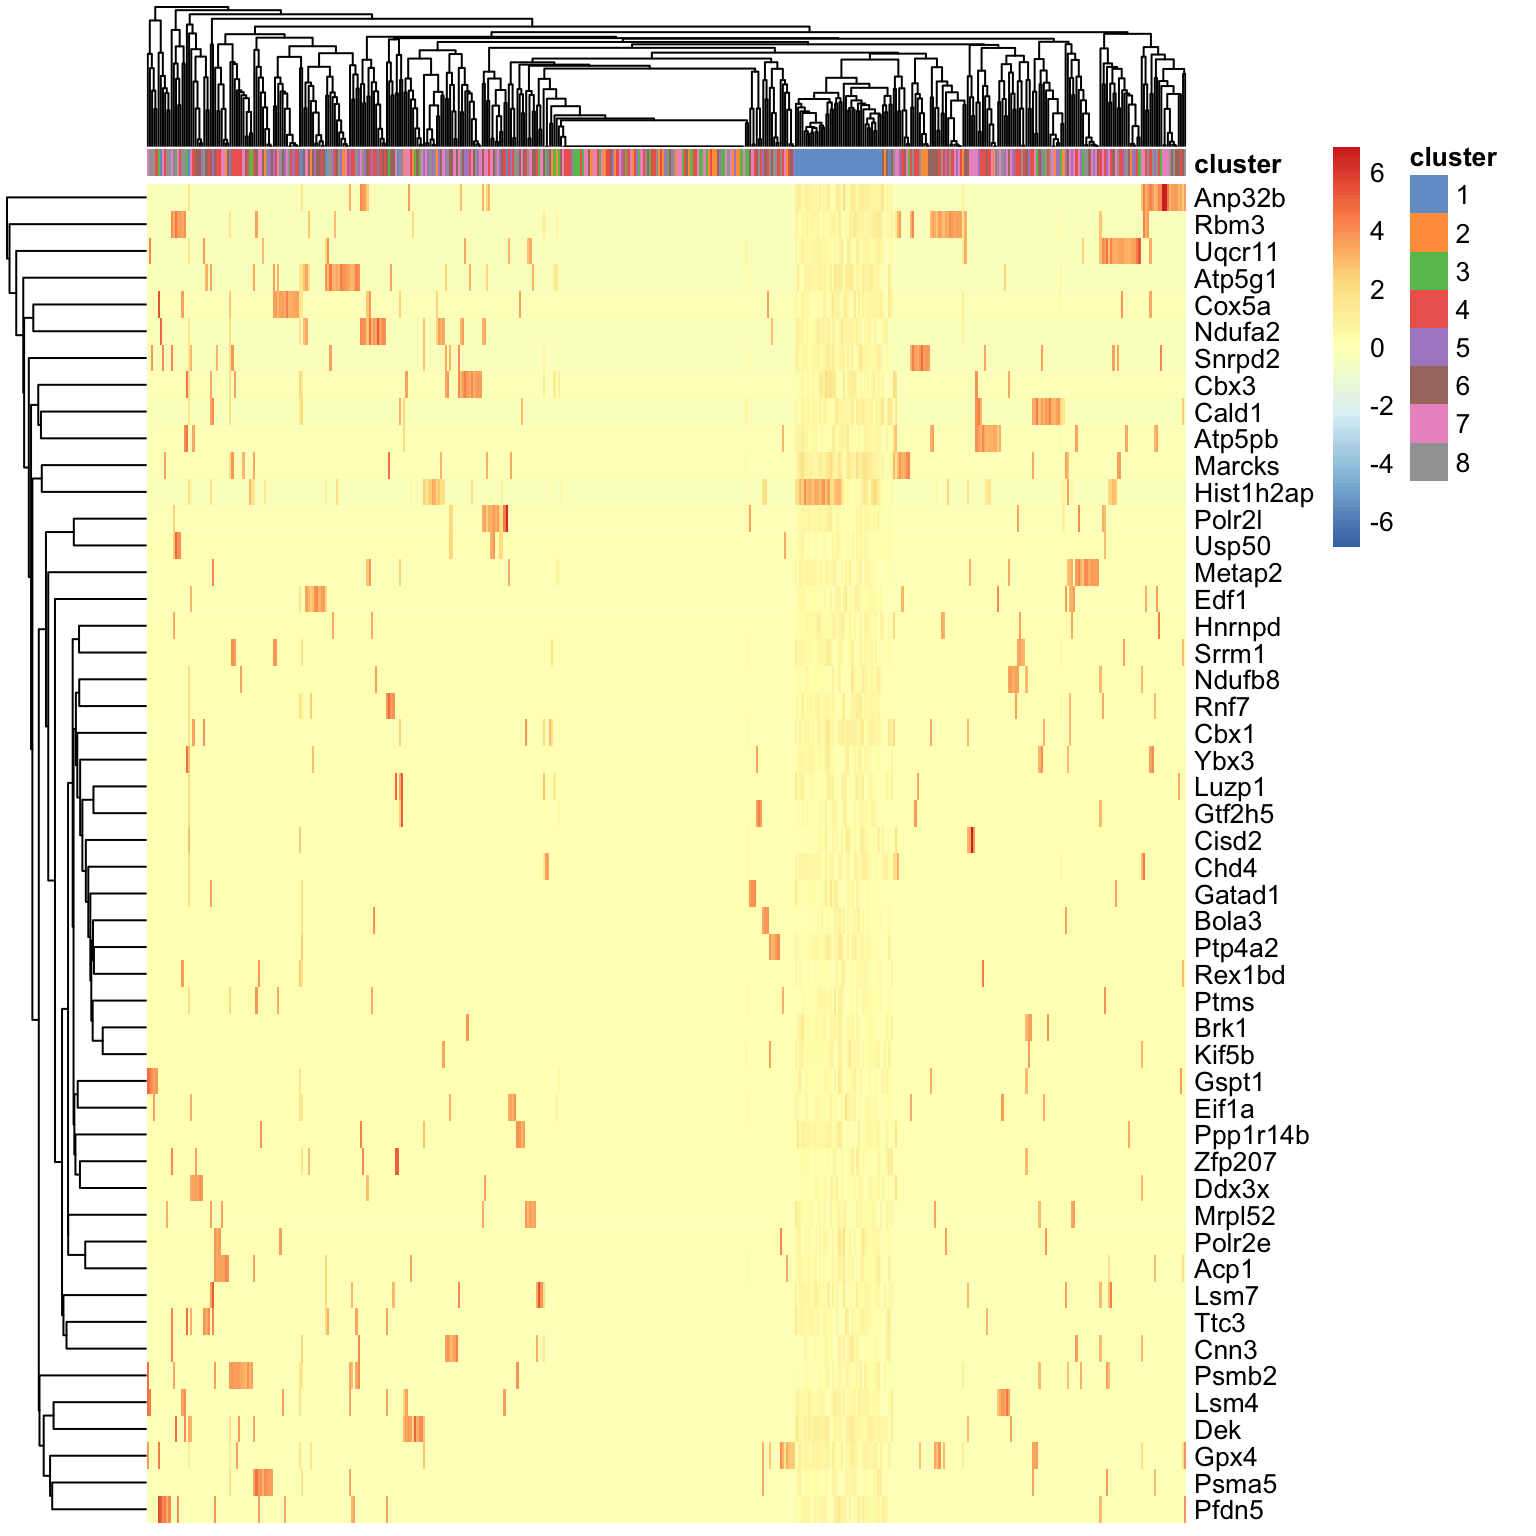 cluster
Anp32b
Rbm3
Uqcr11
Atp5g1
Cox5a
Ndufa2
Snrpd2
Cbx3
Cald1
Atp5pb
Marcks
Hist1h2ap
Polr2l
Usp50
Metap2
Edf1
Hnrnpd
Srrm1
Ndufb8
Rnf7
Cbx1
Ybx3
Luzp1
Gtf2h5
Cisd2
Chd4
Gatad1
Bola3
Ptp4a2
Rex1bd
Ptms
Brk1
Kif5b
Gspt1
Eif1a
Ppp1r14b
Zfp207
Ddx3x
Mrpl52
Polr2e
Acp1
Lsm7
Ttc3
Cnn3
Psmb2
Lsm4
Dek
Gpx4
Psma5
Pfdn5
6
4
2
0
-2
-4
-6
cluster
1
2
3
4
5
6
7
8